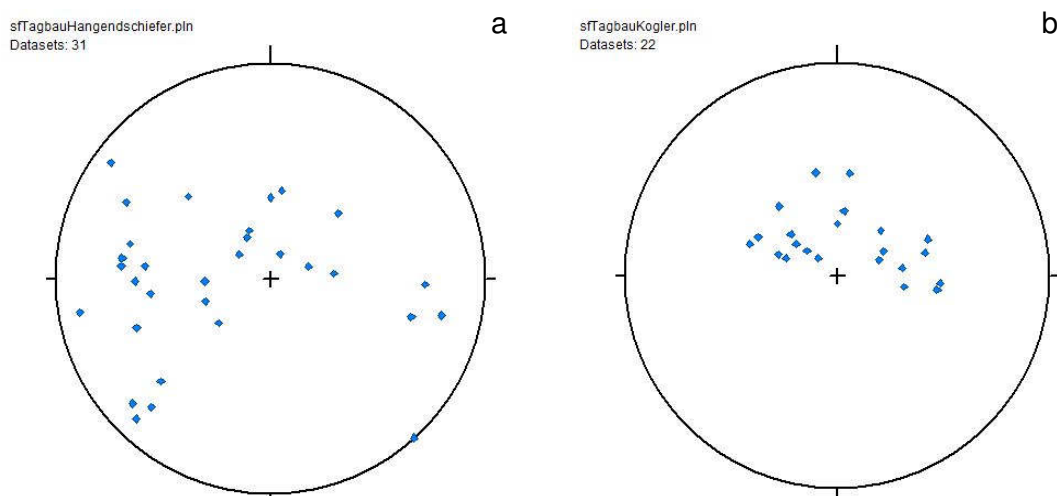 sfTagbauHangendschiefer.pln
Datasets: 31
a
sfTagbauKogler.pln
Datasets: 22
b